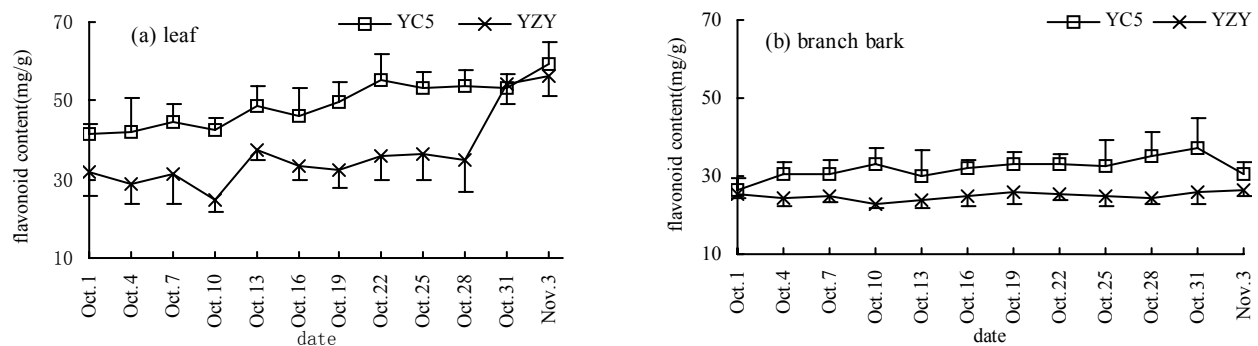 70
YC5
YZY
(a) leaf
50
30
10
flavonoid content(mg/g)
Oct.1
Oct.4
Oct.7
Oct.10
Oct.13
Oct.16
Oct.19
Oct.22
Oct.25
Oct.28
Oct.31
Nov.3
date
70
YC5
YZY
(b) branch bark
50
30
10
flavonoid content(mg/g)
Oct.1
Oct.4
Oct.7
Oct.10
Oct.13
Oct.16
Oct.19
Oct.22
Oct.25
Oct.28
Oct.31
Nov.3
date